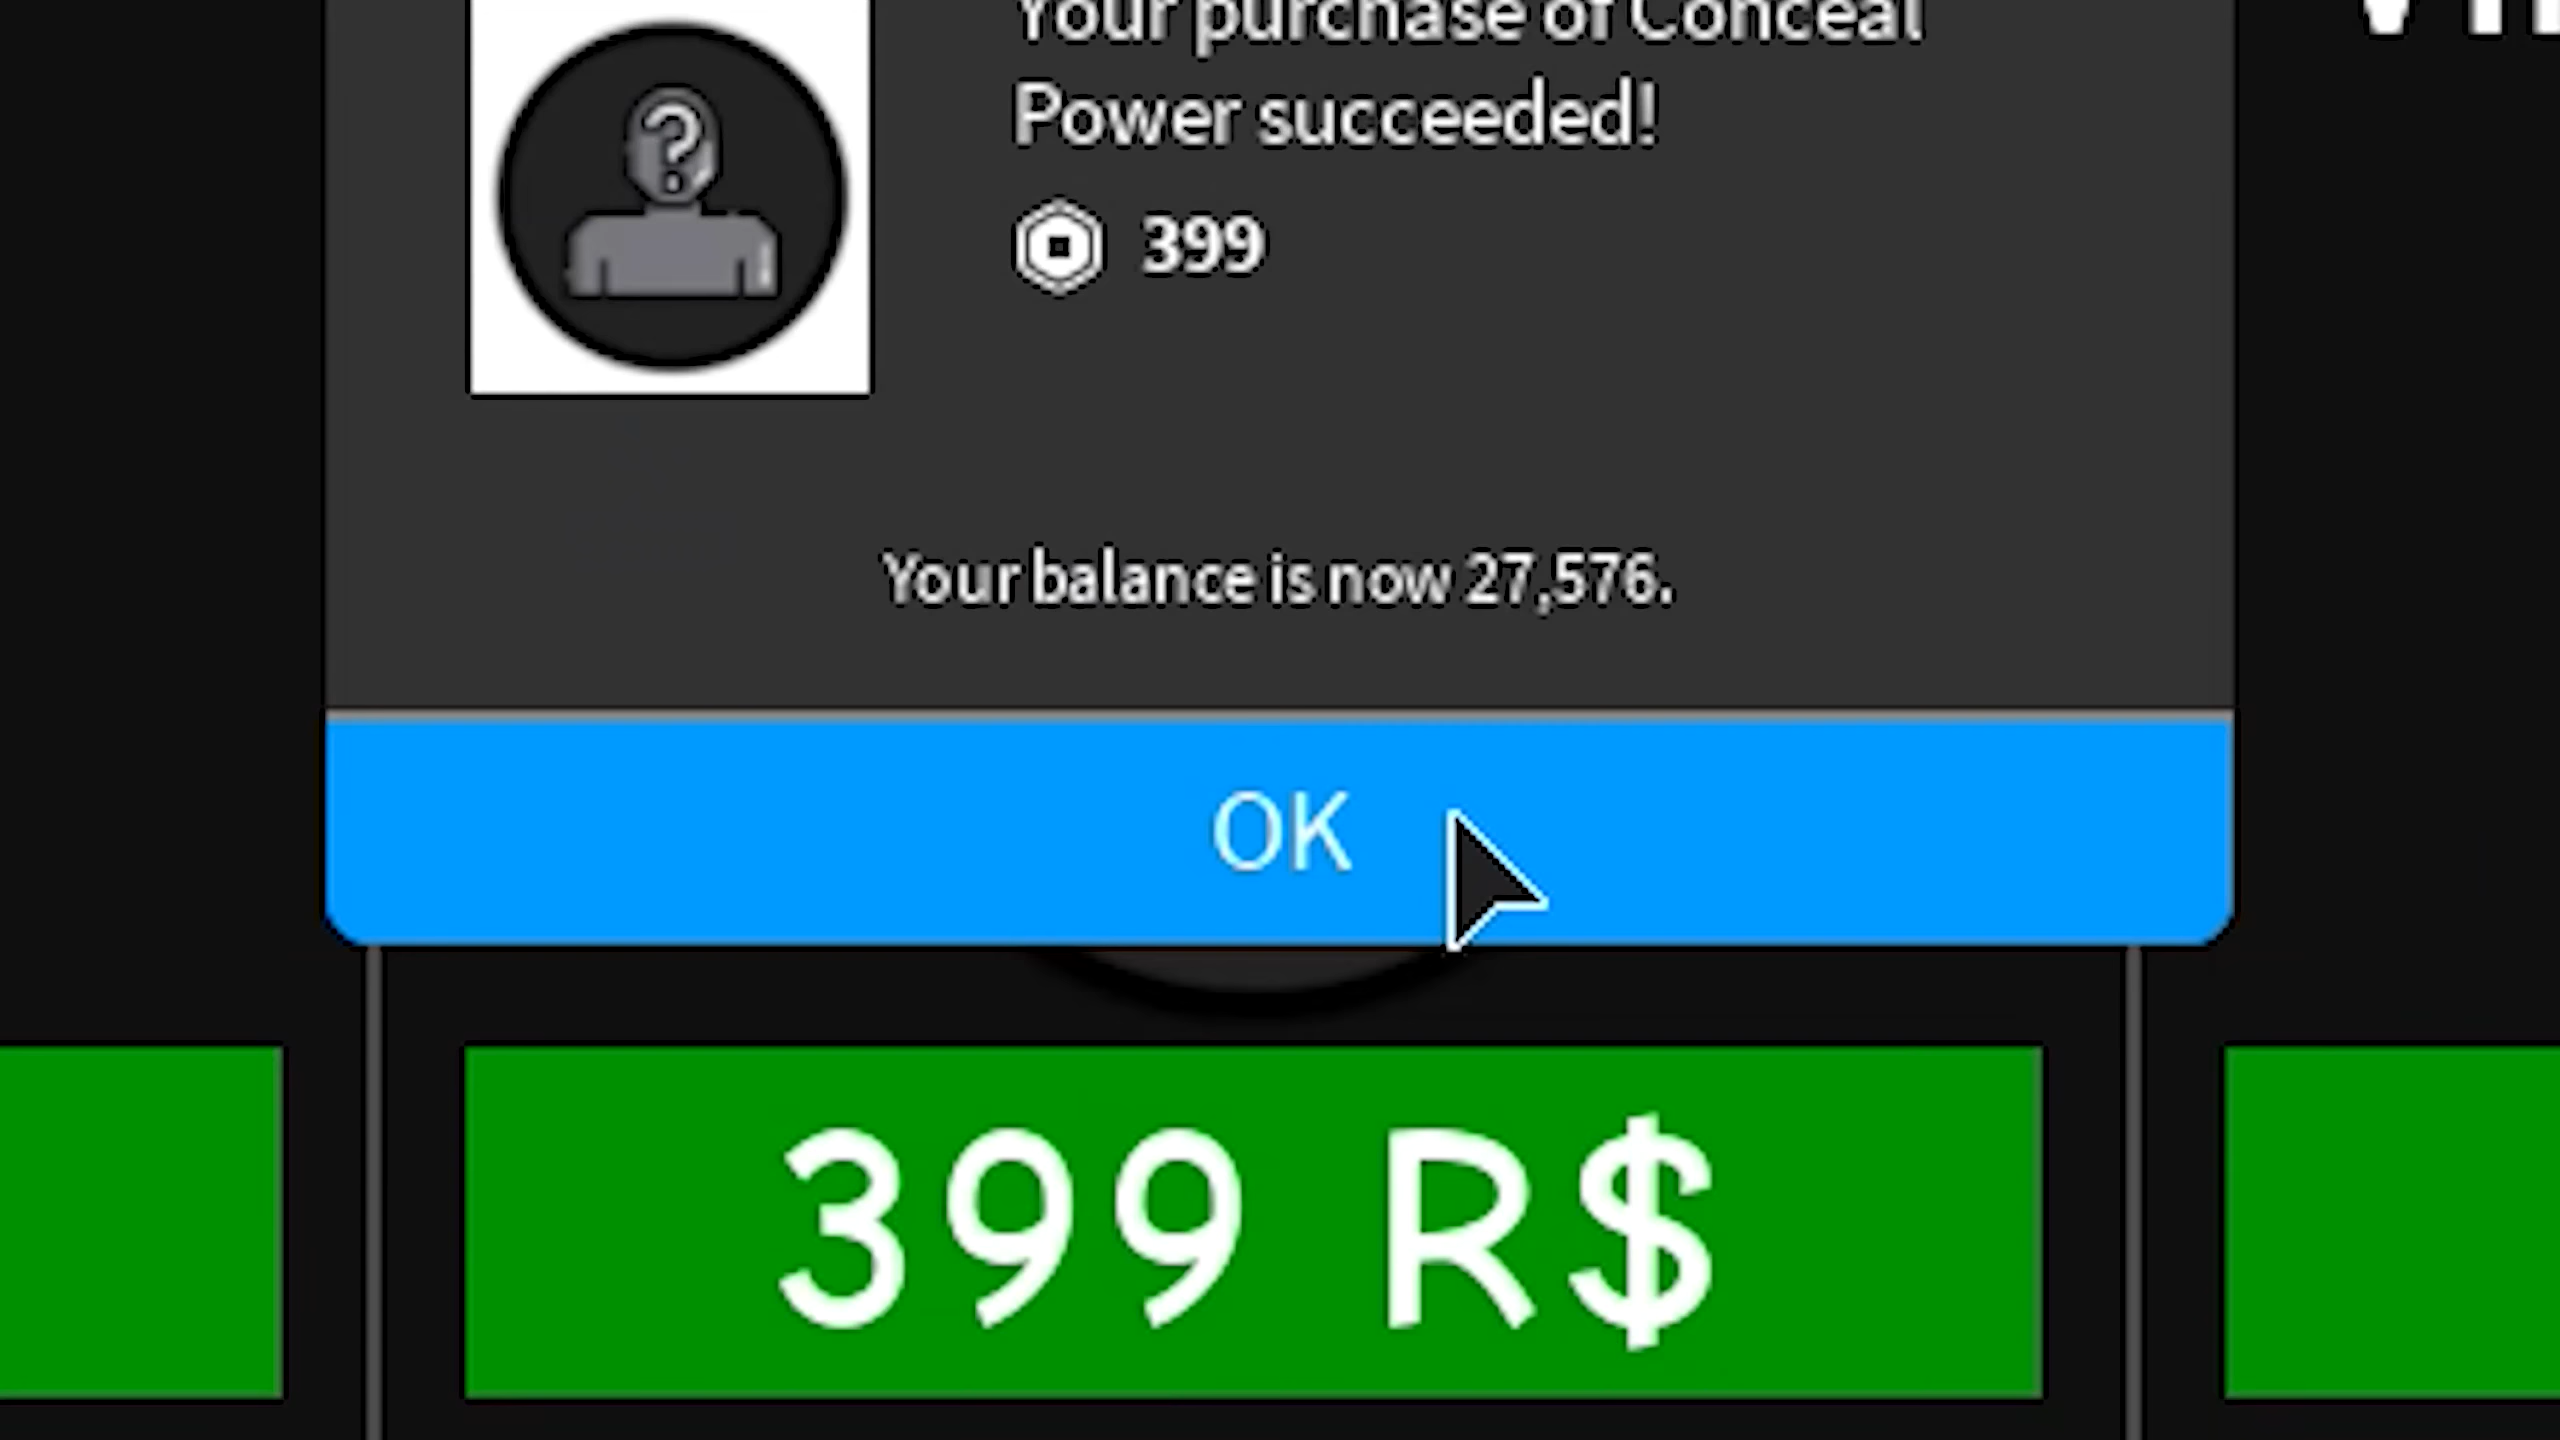 Your purchase of Conceal
Power succeeded!
399
Your balance is now 27,576.
OK
399 R$